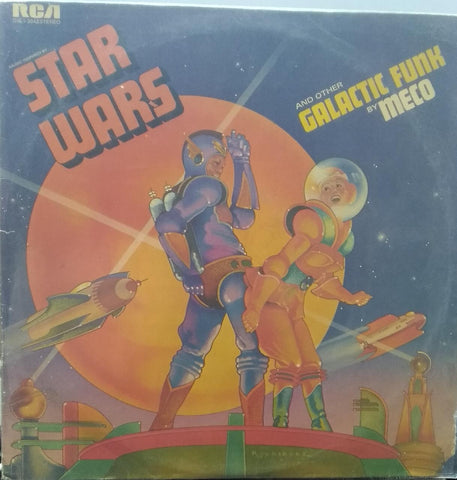 RCA
STAR
WARS
AND OTHER
GALACTIC FUNK
BY MECO